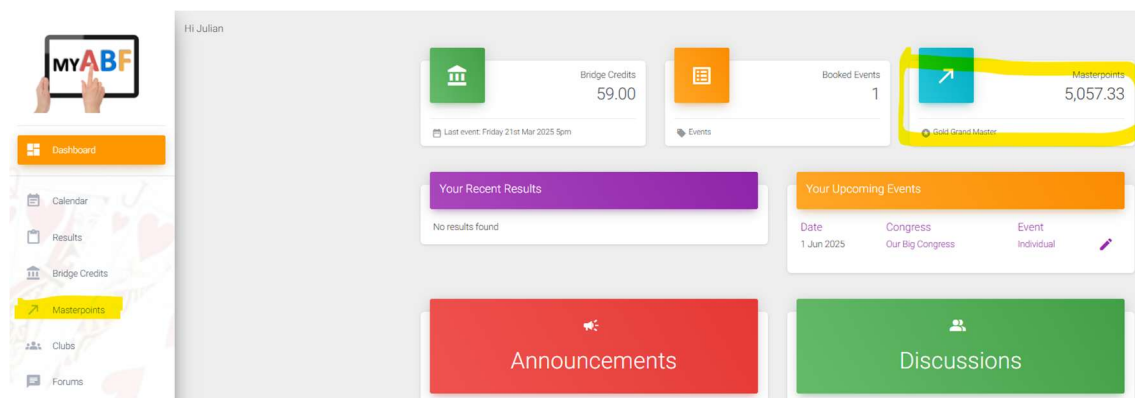 Hi Julian
MYABF
Dashboard
Calendar
Results
Bridge Credits
Masterpoints
Clubs
Forums
Bridge Credits
59.00
Last event: Friday 21st Mar 2025 5pm
Booked Events
1
Events
Masterpoints
5,057.33
Gold Grand Master
Your Recent Results
No results found
Your Upcoming Events
Date Congress Event
1 Jun 2025 Our Big Congress Individual
Announcements
Discussions